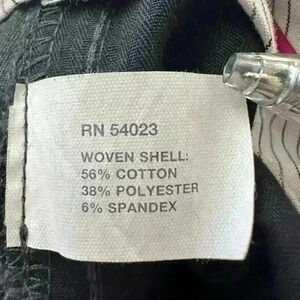 RN 54023
WOVEN SHELL:
56% COTTON
38% POLYESTER
6% SPANDEX